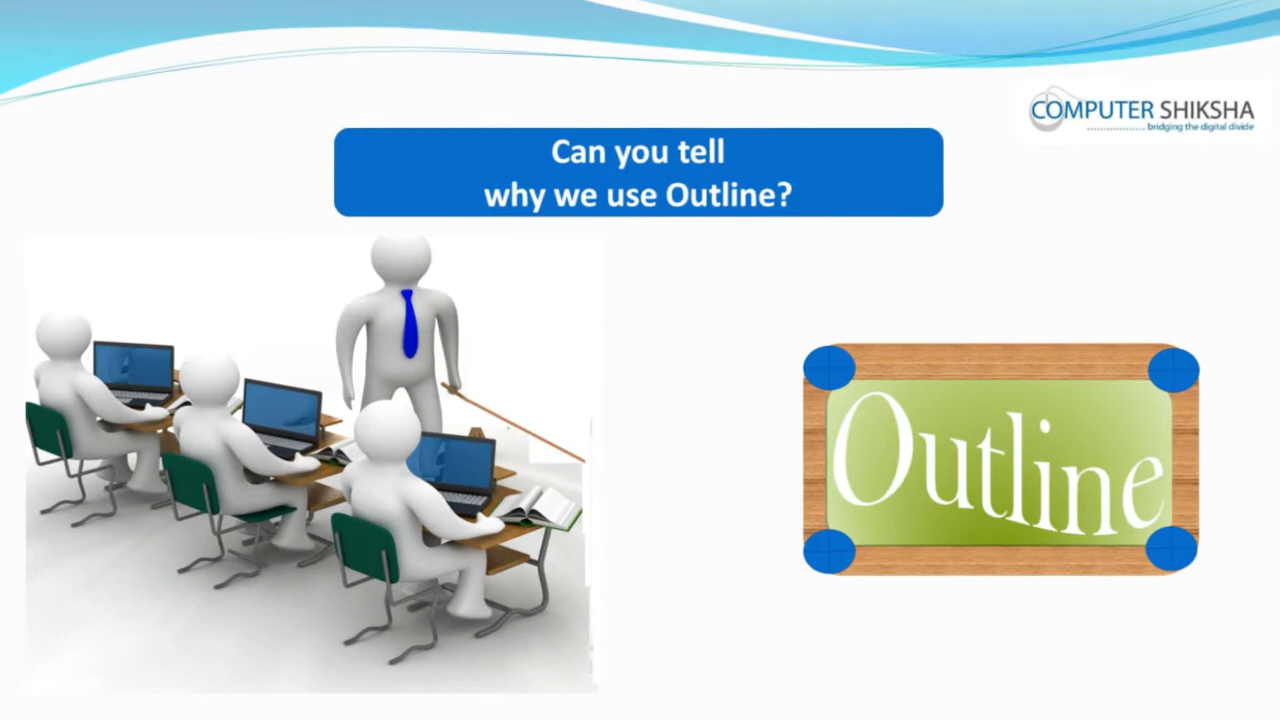 COMPUTER SHIKSHA
bridging the digital divide
Can you tell
why we use Outline?
Outline